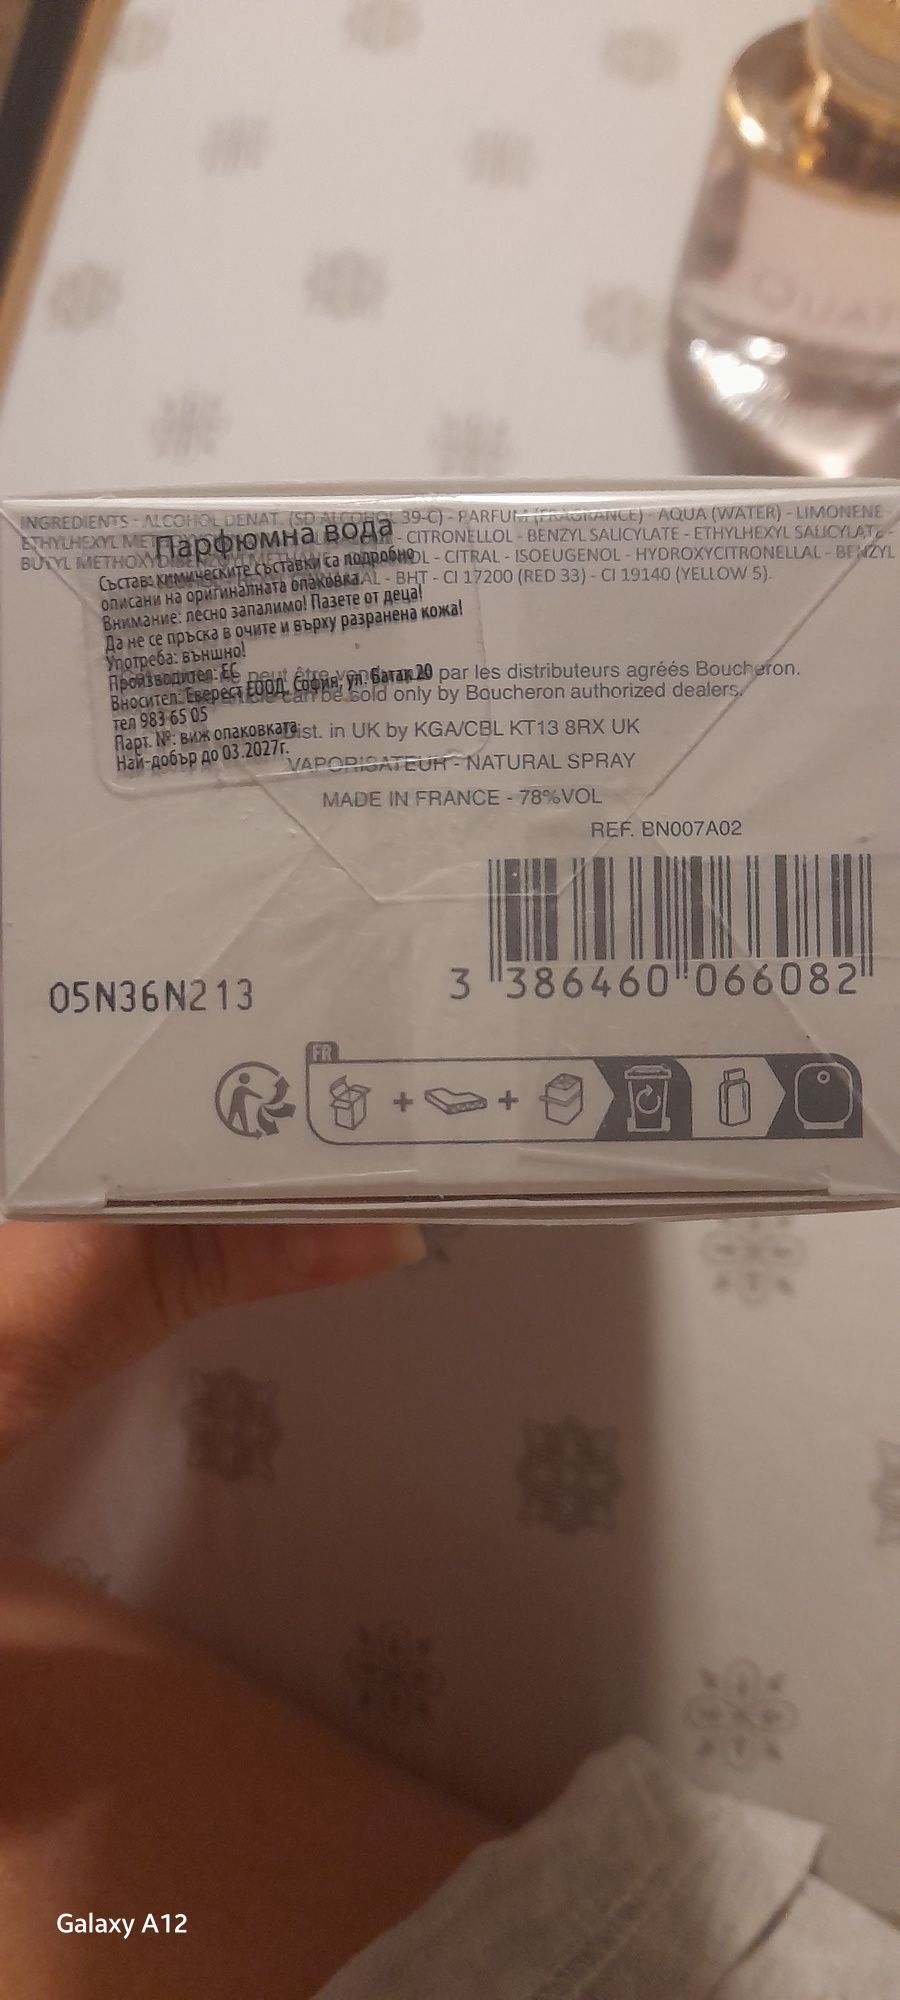 INGREDIENTS - ALCOHOL DENAT. (SD ALCOHOL 39-C) - PARFUM (FRAGRANCE) - AQUA (WATER) - LIMONENE
ETHYLHEXYL - CITRONELLOL - BENZYL SALICYLATE - ETHYLHEXYL SALICYLATE -
BUTYL METHOXYDIBENZOYLMETHANE - CITRAL - ISOEUGENOL - HYDROXYCITRONELLAL - BENZYL
- BHT - CI 17200 (RED 33) - CI 19140 (YELLOW 5).
Парфюмна вода
Състав: химическите съставки са подробно
описани на оригиналната опаковка.
Внимание: лесно запалимо! Пазете от деца!
Да не се пръска в очите и върху разранена кожа!
Употреба: външно!
Производител: ЕС
Вносител: Еверест ЕООД, София, ул. Батак 20
тел 983 65 05
Парт. №: виж опаковката
Най-добър до 03.2027г.
peut être vendu par les distributeurs agréés Boucheron.
can be sold only by Boucheron authorized dealers.
Dist. in UK by KGA/CBL KT13 8RX UK
VAPORISATEUR - NATURAL SPRAY
MADE IN FRANCE - 78%VOL
REF. BN007A02
3 386460 066082
05N36N213
FR
+ +
Galaxy A12